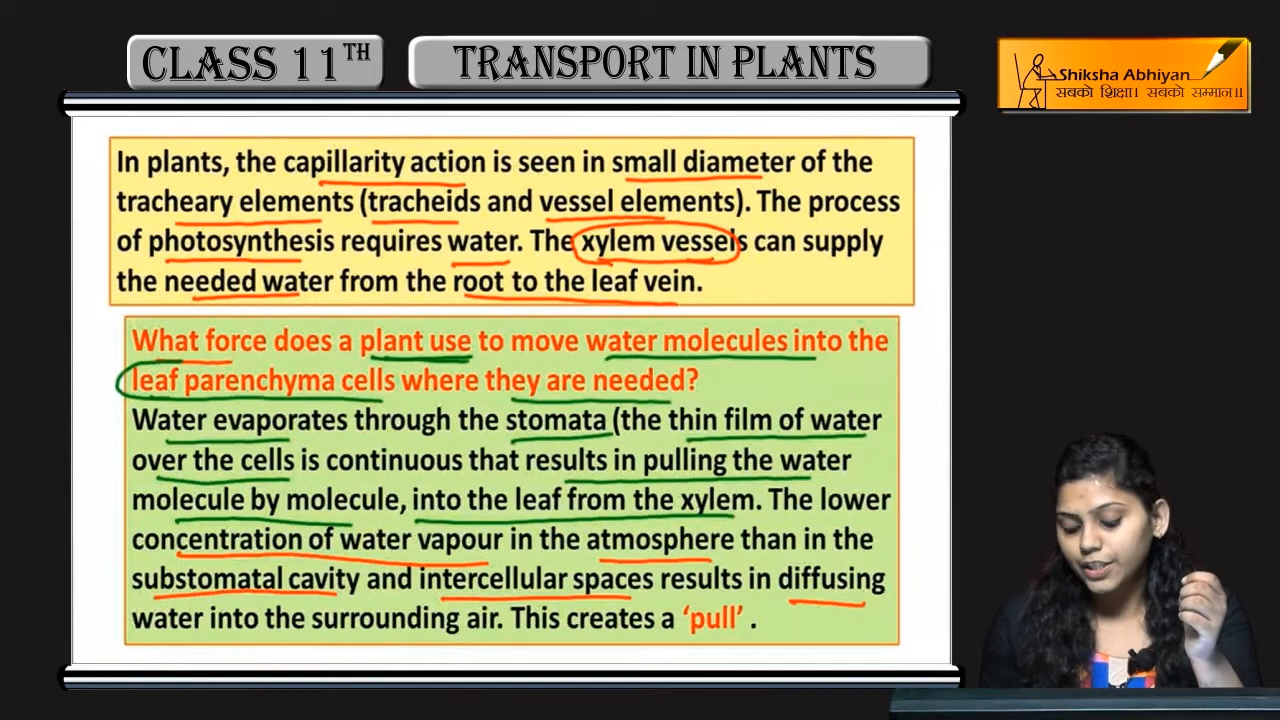 CLASS 11TH
TRANSPORT IN PLANTS
Shiksha Abhiyan
सबको शिक्षा। सबको सम्मान।।
In plants, the capillarity action is seen in small diameter of the
tracheary elements (tracheids and vessel elements). The process
of photosynthesis requires water. The xylem vessels can supply
the needed water from the root to the leaf vein.
What force does a plant use to move water molecules into the
leaf parenchyma cells where they are needed?
Water evaporates through the stomata (the thin film of water
over the cells is continuous that results in pulling the water
molecule by molecule, into the leaf from the xylem. The lower
concentration of water vapour in the atmosphere than in the
substomatal cavity and intercellular spaces results in diffusing
water into the surrounding air. This creates a ‘pull’ .